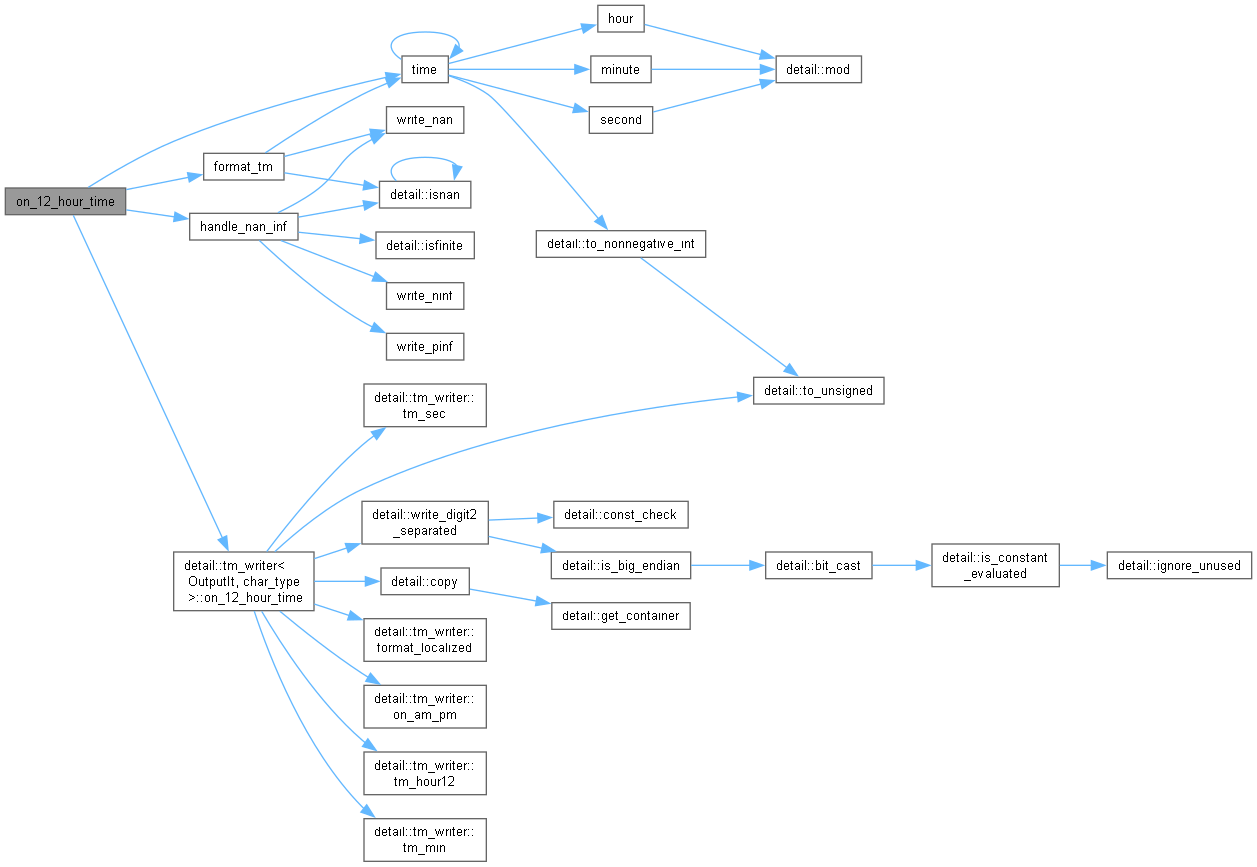 hour
time
minute
detail::mod
write_nan
second
format_tm
detail::isnan
on_12_hour_time
handle_nan_inf
detail::isfinite
detail::to_nonnegative_int
write_ninf
write_pinf
detail::to_unsigned
detail::tm_writer::
tm_sec
detail::write_digit2
_separated
detail::const_check
detail::tm_writer<
OutputIt, char_type
>::on_12_hour_time
detail::is_big_endian
detail::bit_cast
detail::is_constant
_evaluated
detail::ignore_unused
detail::copy
detail::get_container
detail::tm_writer::
format_localized
detail::tm_writer::
on_am_pm
detail::tm_writer::
tm_hour12
detail::tm_writer::
tm_min